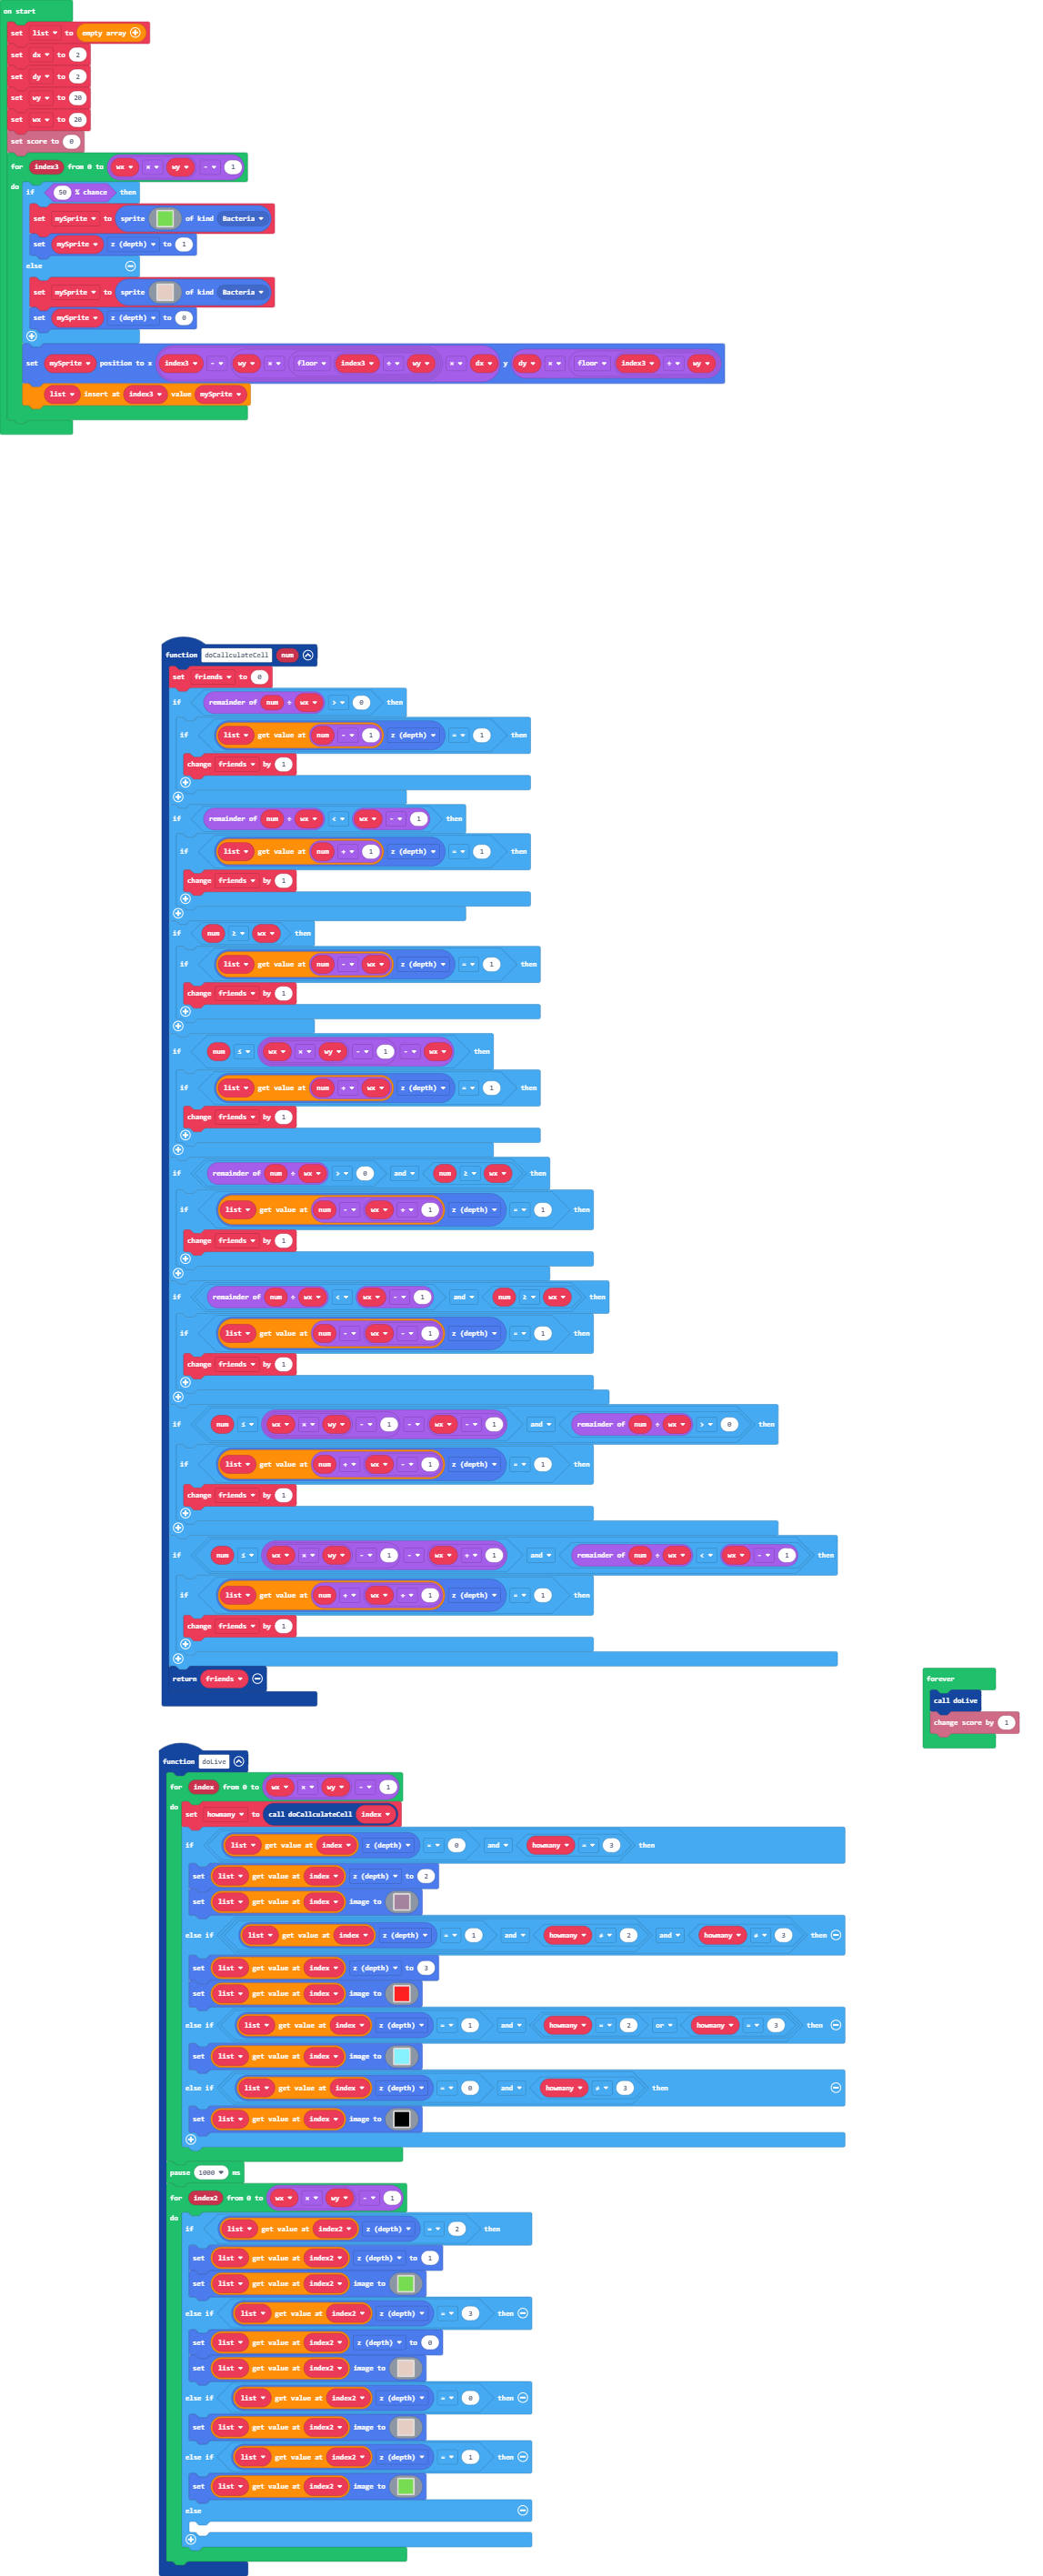 on start
set list to empty array
set dx to 2
set dy to 2
set wy to 20
set wx to 20
set score to 0
for index3 from 0 to wx × wy - 1
do
if 50 % chance then
set mySprite to sprite of kind Bacteria
set mySprite z (depth) to 1
else
set mySprite to sprite of kind Bacteria
set mySprite z (depth) to 0
set mySprite position to x index3 - wy × floor index3 ÷ wy × dx y dy × floor index3 ÷ wy
list insert at index3 value mySprite
function doCallculateCell num
set friends to 0
if remainder of num ÷ wx > 0 then
if list get value at num - 1 z (depth) = 1 then
change friends by 1
if remainder of num ÷ wx < wx - 1 then
if list get value at num + 1 z (depth) = 1 then
change friends by 1
if num ≥ wx then
if list get value at num - wx z (depth) = 1 then
change friends by 1
if num ≤ wx × wy - 1 - wx then
if list get value at num + wx z (depth) = 1 then
change friends by 1
if remainder of num ÷ wx > 0 and num ≥ wx then
if list get value at num - wx + 1 z (depth) = 1 then
change friends by 1
if remainder of num ÷ wx < wx - 1 and num ≥ wx then
if list get value at num - wx - 1 z (depth) = 1 then
change friends by 1
if num ≤ wx × wy - 1 - wx - 1 and remainder of num ÷ wx > 0 then
if list get value at num + wx - 1 z (depth) = 1 then
change friends by 1
if num ≤ wx × wy - 1 - wx + 1 and remainder of num ÷ wx < wx - 1 then
if list get value at num + wx + 1 z (depth) = 1 then
change friends by 1
return friends
forever
call doLive
change score by 1
function doLive
for index from 0 to wx × wy - 1
do
set howmany to call doCallculateCell index
if list get value at index z (depth) = 0 and howmany = 3 then
set list get value at index z (depth) to 2
set list get value at index image to
else if list get value at index z (depth) = 1 and howmany ≠ 2 and howmany ≠ 3 then
set list get value at index z (depth) to 3
set list get value at index image to
else if list get value at index z (depth) = 1 and howmany = 2 or howmany = 3 then
set list get value at index image to
else if list get value at index z (depth) = 0 and howmany ≠ 3 then
set list get value at index image to
pause 1000 ms
for index2 from 0 to wx × wy - 1
do
if list get value at index2 z (depth) = 2 then
set list get value at index2 z (depth) to 1
set list get value at index2 image to
else if list get value at index2 z (depth) = 3 then
set list get value at index2 z (depth) to 0
set list get value at index2 image to
else if list get value at index2 z (depth) = 0 then
set list get value at index2 image to
else if list get value at index2 z (depth) = 1 then
set list get value at index2 image to
else